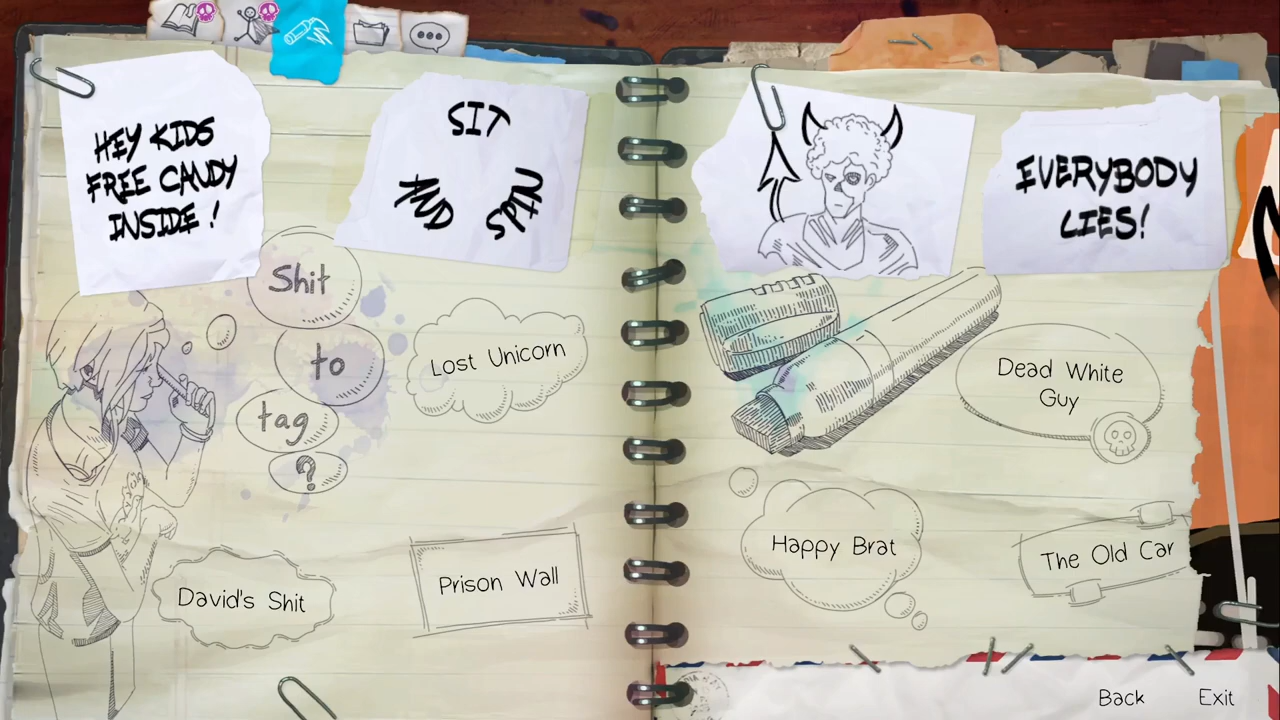 HEY KIDS
FREE CANDY
INSIDE !
SIT
AND
SPIN
EVERYBODY
LIES!
Shit
to
tag
?
Lost Unicorn
Dead White
Guy
David's Shit
Prison Wall
Happy Brat
The Old Car
Back
Exit